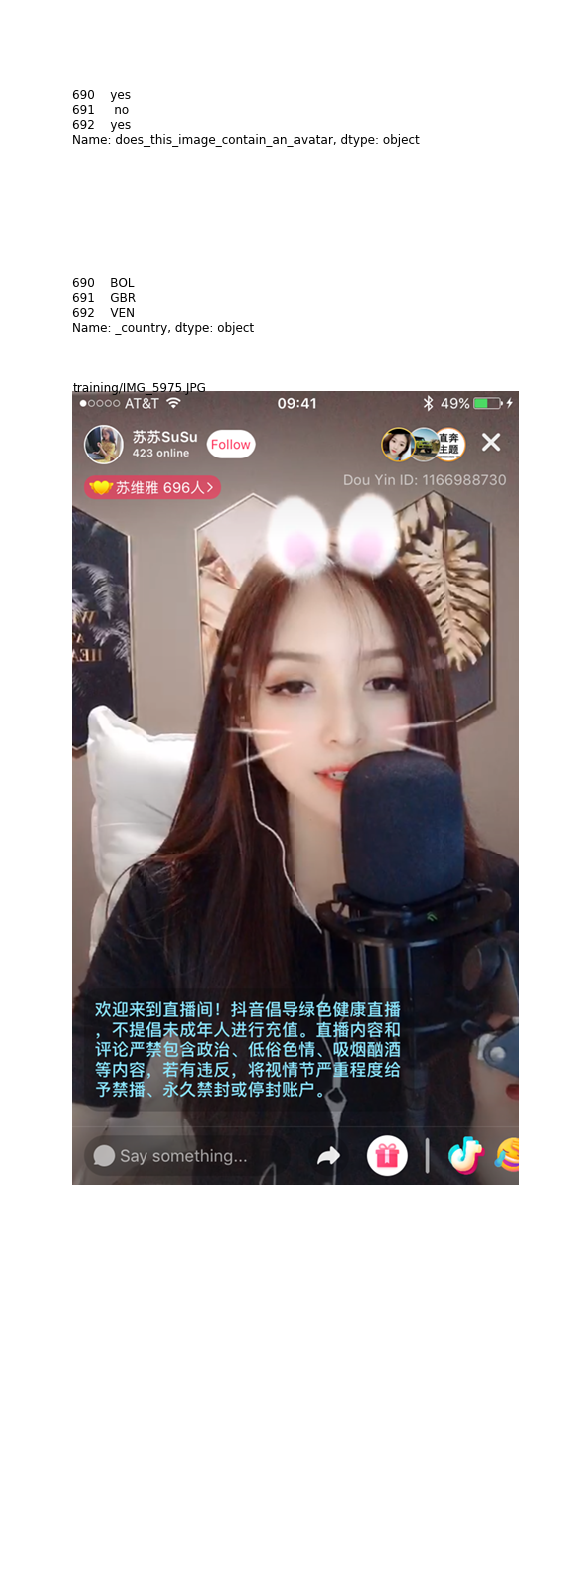 690 yes
691 no
692 yes
Name: does_this_image_contain_an_avatar, dtype: object
690 BOL
691 GBR
692 VEN
Name: _country, dtype: object
training/IMG_5975.JPG
AT&T 09:41 49%
苏苏SuSu
423 online
Follow
直奔
主题
Dou Yin ID: 1166988730
苏维雅 696人
欢迎来到直播间！抖音倡导绿色健康直播
，不提倡未成年人进行充值。直播内容和
评论严禁包含政治、低俗色情、吸烟酗酒
等内容，若有违反，将视情节严重程度给
予禁播、永久禁封或停封账户。
Say something...